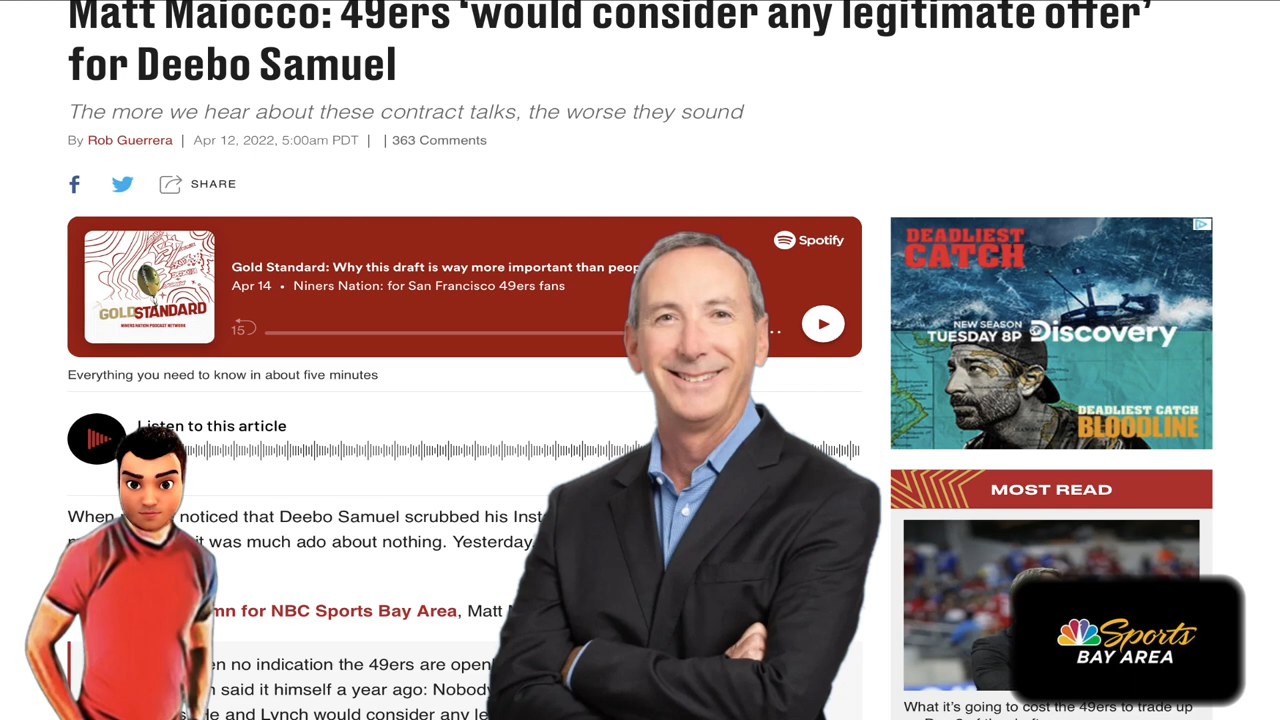 Matt Maiocco: 49ers ‘would consider any legitimate offer’
for Deebo Samuel
The more we hear about these contract talks, the worse they sound
By Rob Guerrera | Apr 12, 2022, 5:00am PDT | | 363 Comments
f SHARE
Spotify
Gold Standard: Why this draft is way more important than peop
Apr 14 • Niners Nation: for San Francisco 49ers fans
GOLDSTANDARD
NINERS NATION PODCAST NETWORK
15
..
Everything you need to know in about five minutes
Listen to this article
When noticed that Deebo Samuel scrubbed his Inst
it was much ado about nothing. Yesterday,
mn for NBC Sports Bay Area, Matt
en no indication the 49ers are open
said it himself a year ago: Nobody
He and Lynch would consider any le
DEADLIEST
CATCH
NEW SEASON
TUESDAY 8P
Discovery
DEADLIEST CATCH
BLOODLINE
MOST READ
Sports
BAY AREA
What it’s going to cost the 49ers to trade up